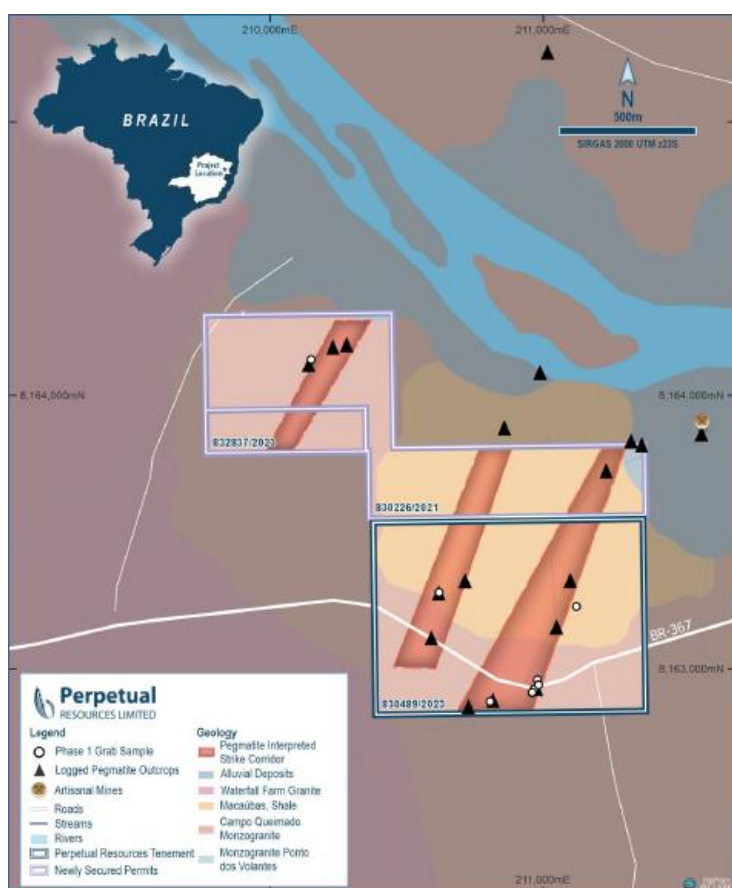 210,000mE
211,000mE
N
500m
SIRGAS 2000 UTM z23S
BRAZIL
Project
Location
8,164,000mN
8,164,000mN
832837/2021
830226/2021
BR-367
8,163,000mN
830489/2023
Perpetual
RESOURCES LIMITED
Legend
Phase 1 Grab Sample
Logged Pegmatite Outcrops
Artisanal Mines
Roads
Streams
Rivers
Perpetual Resources Tenement
Newly Secured Permits
Geology
Pegmatite Interpreted
Strike Corridor
Alluvial Deposits
Waterfall Farm Granite
Macaúbas, Shale
Campo Queimado
Monzogranite
Monzogranite Ponto
dos Volantes
211,000mE